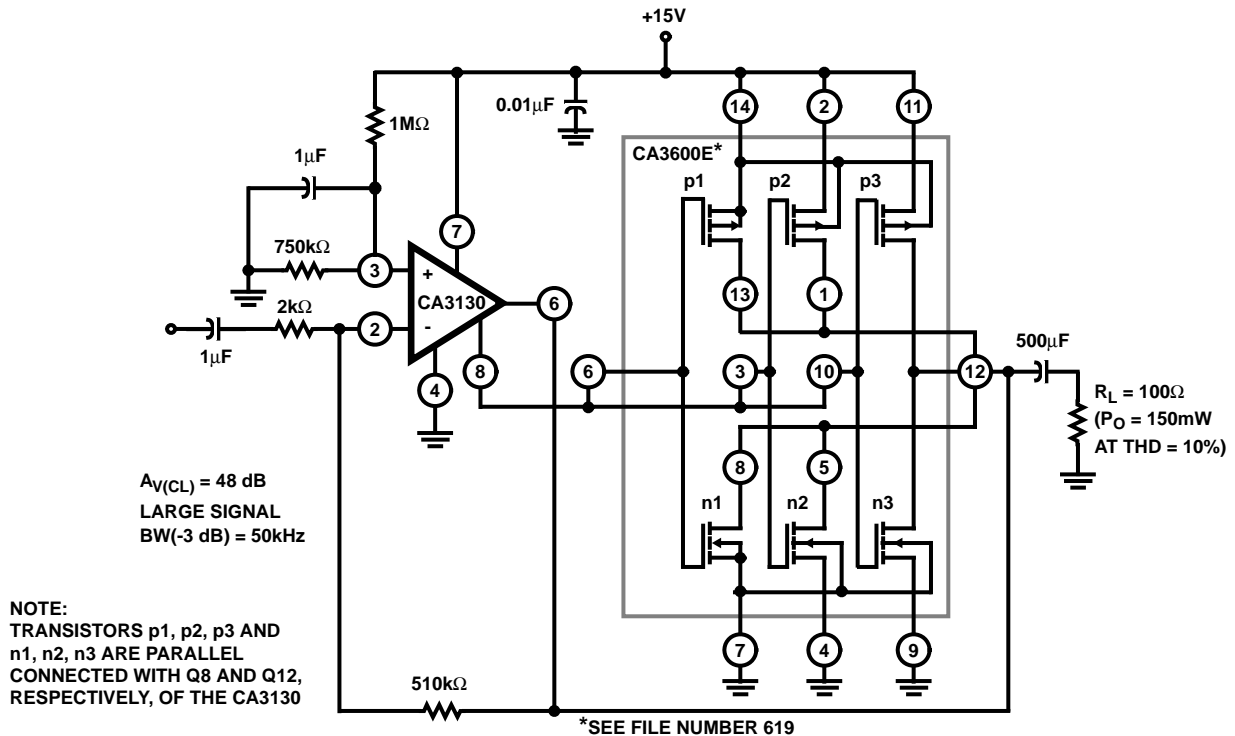 +15V
0.01μF
1MΩ
1μF
750kΩ
2kΩ
1μF
3
2
+
-
CA3130
7
6
8
4
CA3600E*
14
2
11
p1
p2
p3
13
1
6
3
10
12
500μF
RL = 100Ω
(PO = 150mW
AT THD = 10%)
8
5
n1
n2
n3
7
4
9
AV(CL) = 48 dB
LARGE SIGNAL
BW(-3 dB) = 50kHz
NOTE:
TRANSISTORS p1, p2, p3 AND
n1, n2, n3 ARE PARALLEL
CONNECTED WITH Q8 AND Q12,
RESPECTIVELY, OF THE CA3130
510kΩ
*SEE FILE NUMBER 619